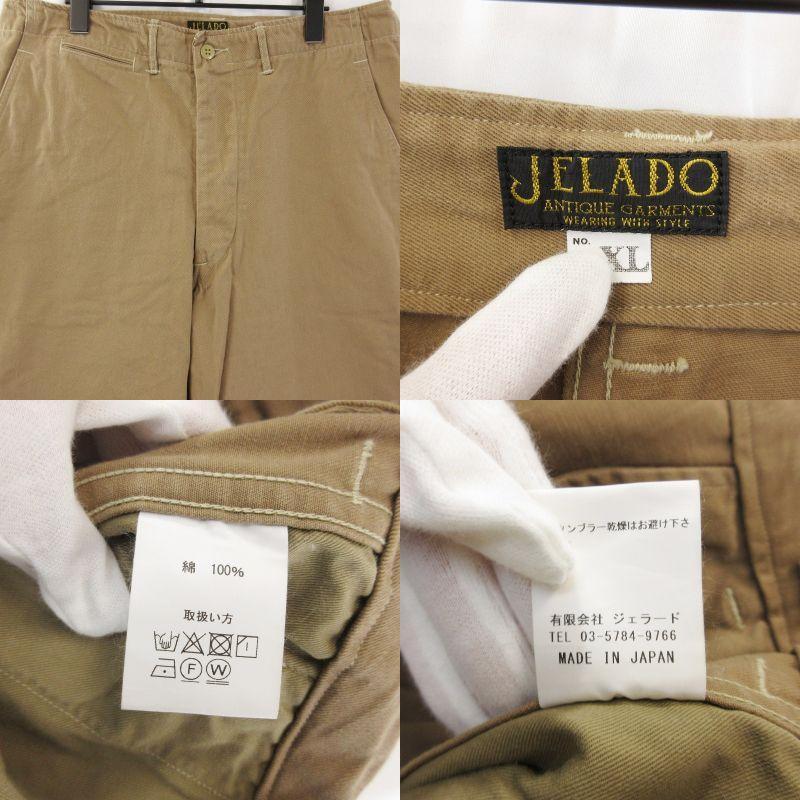 JELADO
JELADO
ANTIQUE GARMENTS
WEARING WITH STYLE
NO.
XL
綿 100%
取扱い方
F W
ンブラー乾燥はお避け下さ
有限会社 ジェラード
TEL 03-5784-9766
MADE IN JAPAN